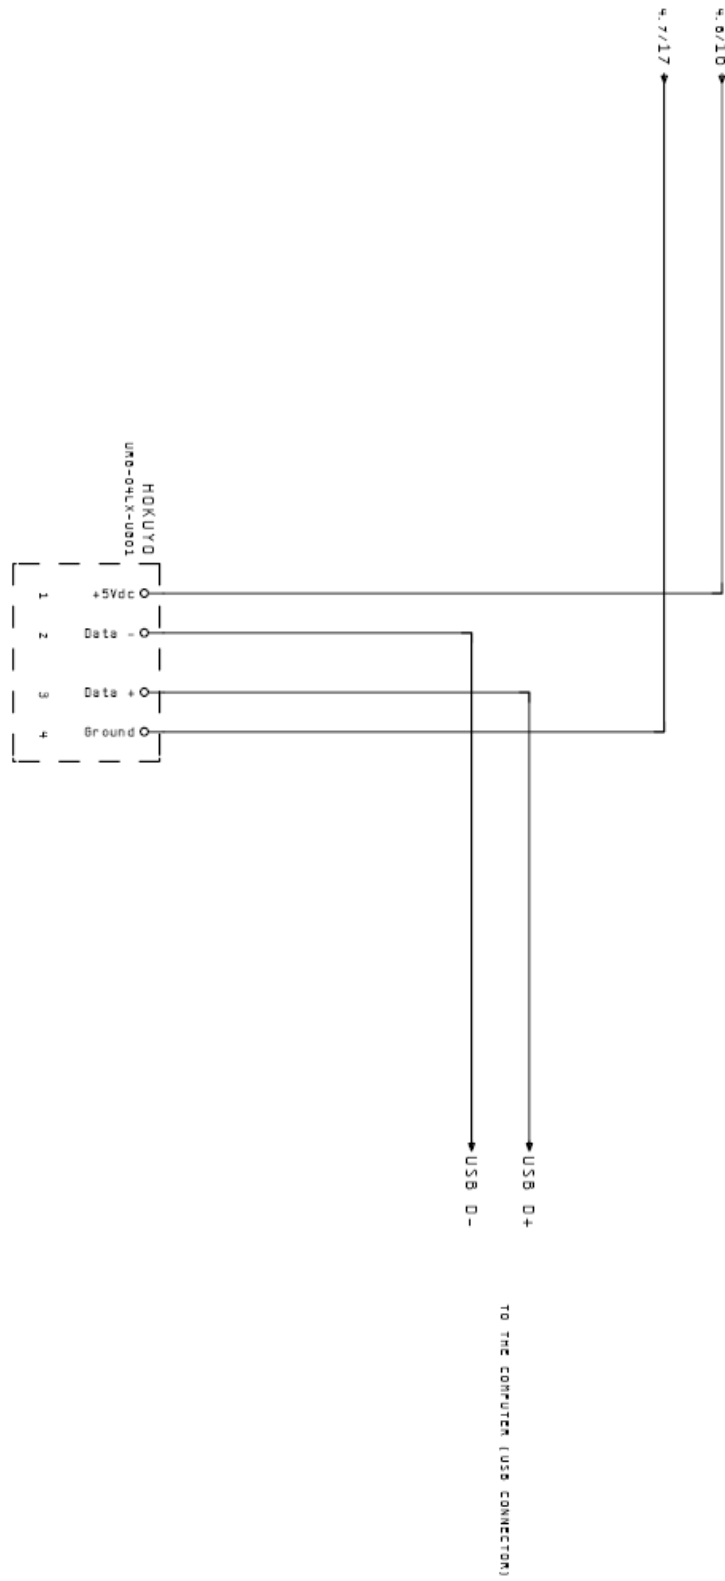 4.7/17
4.8/10
HOKUYO
URG-04LX-UG01
1 +5Vdc
2 Data -
3 Data +
4 Ground
USB D-
USB D+
TO THE COMPUTER (USB CONNECTOR)